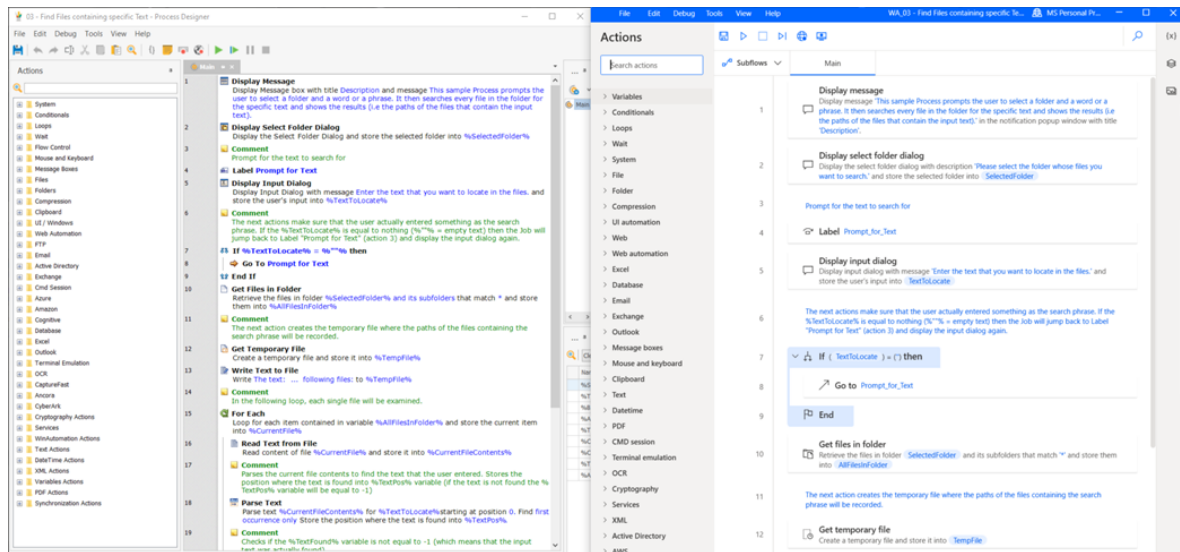 03 - Find Files containing specific Text - Process Designer
File Edit Debug Tools View Help
Actions
System
Conditionals
Loops
Wait
Flow Control
Mouse and Keyboard
Message Boxes
Files
Folders
Compression
Clipboard
UI / Windows
Web Automation
FTP
Email
Active Directory
Exchange
Cmd Session
Azure
Amazon
Cognitive
Database
Excel
Outlook
Terminal Emulation
OCR
CaptureFast
Ancora
CyberArk
Cryptography Actions
Services
WinAutomation Actions
Text Actions
DateTime Actions
XML Actions
Variables Actions
PDF Actions
Synchronization Actions
Main
1 Display Message
Display Message box with title Description and message This sample Process prompts the
user to select a folder and a word or a phrase. It then searches every file in the folder for
the specific text and shows the results (i.e the paths of the files that contain the input
text).
2 Display Select Folder Dialog
Display the Select Folder Dialog and store the selected folder into %SelectedFolder%
3 Comment
Prompt for the text to search for
4 Label Prompt for Text
5 Display Input Dialog
Display Input Dialog with message Enter the text that you want to locate in the files. and
store the user's input into %TextToLocate%
6 Comment
The next actions make sure that the user actually entered something as the search
phrase. If the %TextToLocate% is equal to nothing (%""% = empty text) then the Job will
jump back to Label "Prompt for Text" (action 3) and display the input dialog again.
7 If %TextToLocate% = %""% then
8 Go To Prompt for Text
9 End If
10 Get Files in Folder
Retrieve the files in folder %SelectedFolder% and its subfolders that match * and store
them into %AllFilesInFolder%
11 Comment
The next action creates the temporary file where the paths of the files containing the
search phrase will be recorded.
12 Get Temporary File
Create a temporary file and store it into %TempFile%
13 Write Text to File
Write The text: ... following files: to %TempFile%
14 Comment
In the following loop, each single file will be examined.
15 For Each
Loop for each item contained in variable %AllFilesInFolder% and store the current item
into %CurrentFile%
16 Read Text from File
Read content of file %CurrentFile% and store it into %CurrentFileContents%
17 Comment
Parses the current file contents to find the text that the user entered. Stores the
position where the text is found into %TextPos% variable (if the text is not found the %
TextPos% variable will be equal to -1)
18 Parse Text
Parse text %CurrentFileContents% for %TextToLocate%starting at position 0. Find first
occurrence only Store the position where the text is found into %TextPos%.
19 Comment
Checks if the %TextFound% variable is not equal to -1 (which means that the input
text was actually found)
Main
File Edit Debug Tools View Help
WA_03 - Find Files containing specific Te... MS Personal Pr...
Actions
Search actions
Variables
Conditionals
Loops
Wait
System
File
Folder
Compression
UI automation
Web
Web automation
Excel
Database
Email
Exchange
Outlook
Message boxes
Mouse and keyboard
Clipboard
Text
Datetime
PDF
CMD session
Terminal emulation
OCR
Cryptography
Services
XML
Active Directory
AWS
Subflows
Main
{x}
1 Display message
Display message 'This sample Process prompts the user to select a folder and a word or a
phrase. It then searches every file in the folder for the specific text and shows the results (i.e
the paths of the files that contain the input text).' in the notification popup window with title
'Description'.
2 Display select folder dialog
Display the select folder dialog with description 'Please select the folder whose files you
want to search.' and store the selected folder into SelectedFolder
3 Prompt for the text to search for
4 Label Prompt_for_Text
5 Display input dialog
Display input dialog with message 'Enter the text that you want to locate in the files.' and
store the user's input into TextToLocate
6 The next actions make sure that the user actually entered something as the search phrase. If the
%TextToLocate% is equal to nothing (%""% = empty text) then the Job will jump back to Label
"Prompt for Text" (action 3) and display the input dialog again.
7 If ( TextToLocate ) = ('') then
8 Go to Prompt_for_Text
9 End
10 Get files in folder
Retrieve the files in folder SelectedFolder and its subfolders that match '*' and store them
into AllFilesInFolder
11 The next action creates the temporary file where the paths of the files containing the search
phrase will be recorded.
12 Get temporary file
Create a temporary file and store it into TempFile